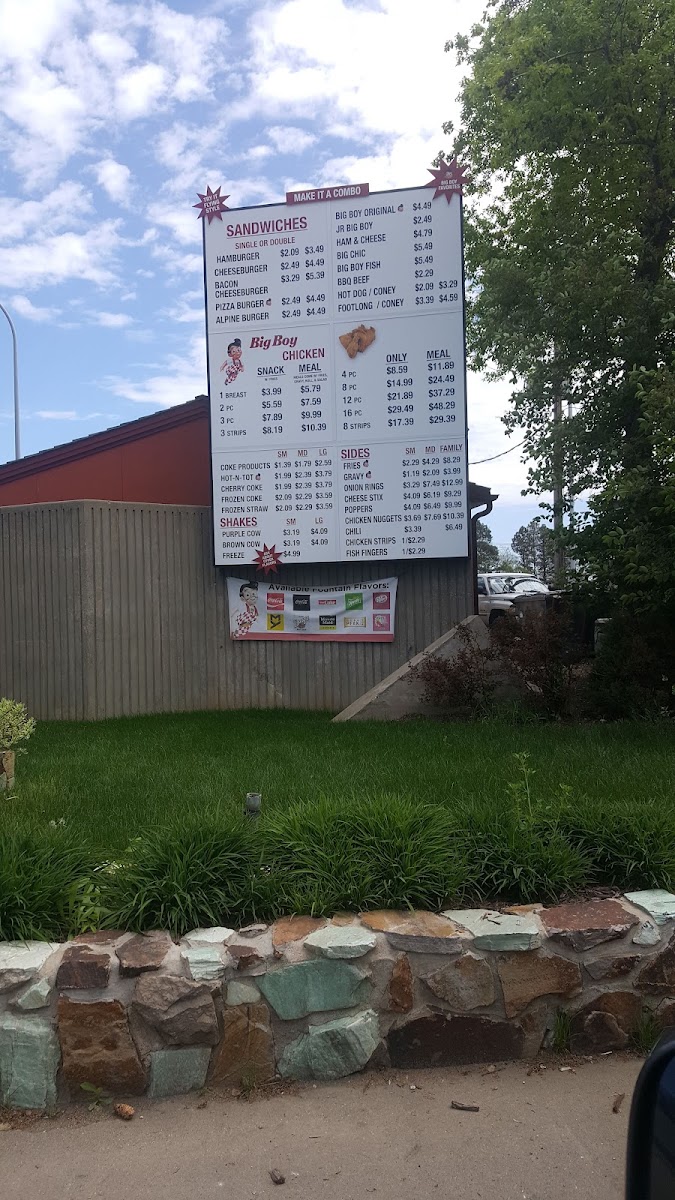 TRY IT FLYING STYLE
MAKE IT A COMBO
BIG BOY FAVORITES
SANDWICHES
SINGLE OR DOUBLE
HAMBURGER $2.09 $3.49
CHEESEBURGER $2.49 $4.49
BACON CHEESEBURGER $3.29 $5.39
PIZZA BURGER $2.49 $4.49
ALPINE BURGER $2.49 $4.49
BIG BOY ORIGINAL $4.49
JR BIG BOY $2.49
HAM & CHEESE $4.79
BIG CHIC $5.49
BIG BOY FISH $5.49
BBQ BEEF $2.29
HOT DOG / CONEY $2.09 $3.29
FOOTLONG / CONEY $3.39 $4.59
Big Boy
CHICKEN
SNACK MEAL
1 BREAST $3.99 $5.79
2 PC $5.59 $7.59
3 PC $7.89 $9.99
3 STRIPS $8.19 $10.39
ONLY MEAL
4 PC $8.59 $11.89
8 PC $14.99 $24.49
12 PC $21.89 $37.29
16 PC $29.49 $48.29
8 STRIPS $17.39 $29.39
SM MD LG
COKE PRODUCTS $1.39 $1.79 $2.59
HOT-N-TOT $1.99 $2.39 $3.79
CHERRY COKE $1.99 $2.39 $3.79
FROZEN COKE $2.09 $2.29 $3.59
FROZEN STRAW $2.09 $2.29 $3.59
SHAKES SM LG
PURPLE COW $3.19 $4.09
BROWN COW $3.19 $4.09
FREEZE $4.99
SIDES SM MD FAMILY
FRIES $2.29 $4.29 $8.29
GRAVY $1.19 $2.09 $3.99
ONION RINGS $3.29 $7.49 $12.99
CHEESE STIX $4.09 $6.19 $9.29
POPPERS $4.09 $6.49 $9.99
CHICKEN NUGGETS $3.69 $7.69 $10.39
CHILI $3.39 $6.49
CHICKEN STRIPS 1/$2.29
FISH FINGERS 1/$2.29
Available Fountain Flavors: